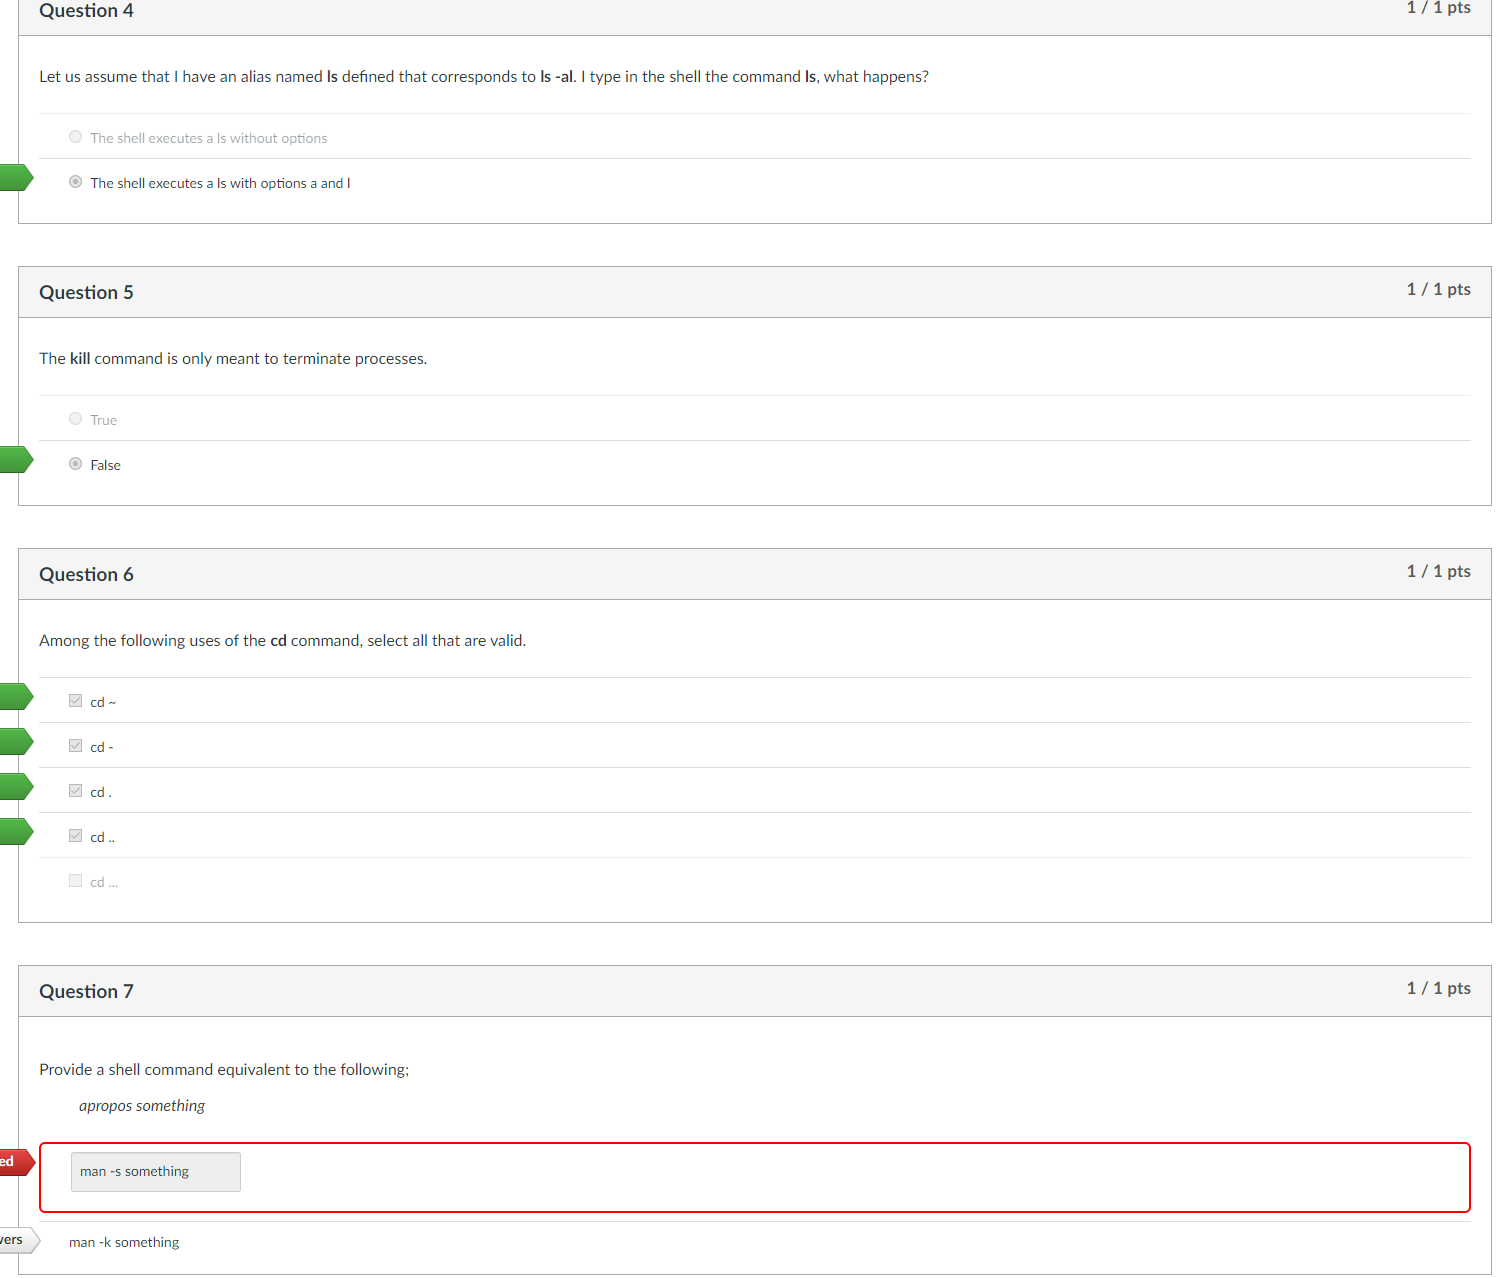 Question 4
1 / 1 pts
Let us assume that I have an alias named ls defined that corresponds to ls -al. I type in the shell the command ls, what happens?
The shell executes a ls without options
The shell executes a ls with options a and l
Question 5
1 / 1 pts
The kill command is only meant to terminate processes.
True
False
Question 6
1 / 1 pts
Among the following uses of the cd command, select all that are valid.
cd ~
cd -
cd .
cd ..
cd ...
Question 7
1 / 1 pts
Provide a shell command equivalent to the following;
apropos something
ed
man -s something
vers
man -k something